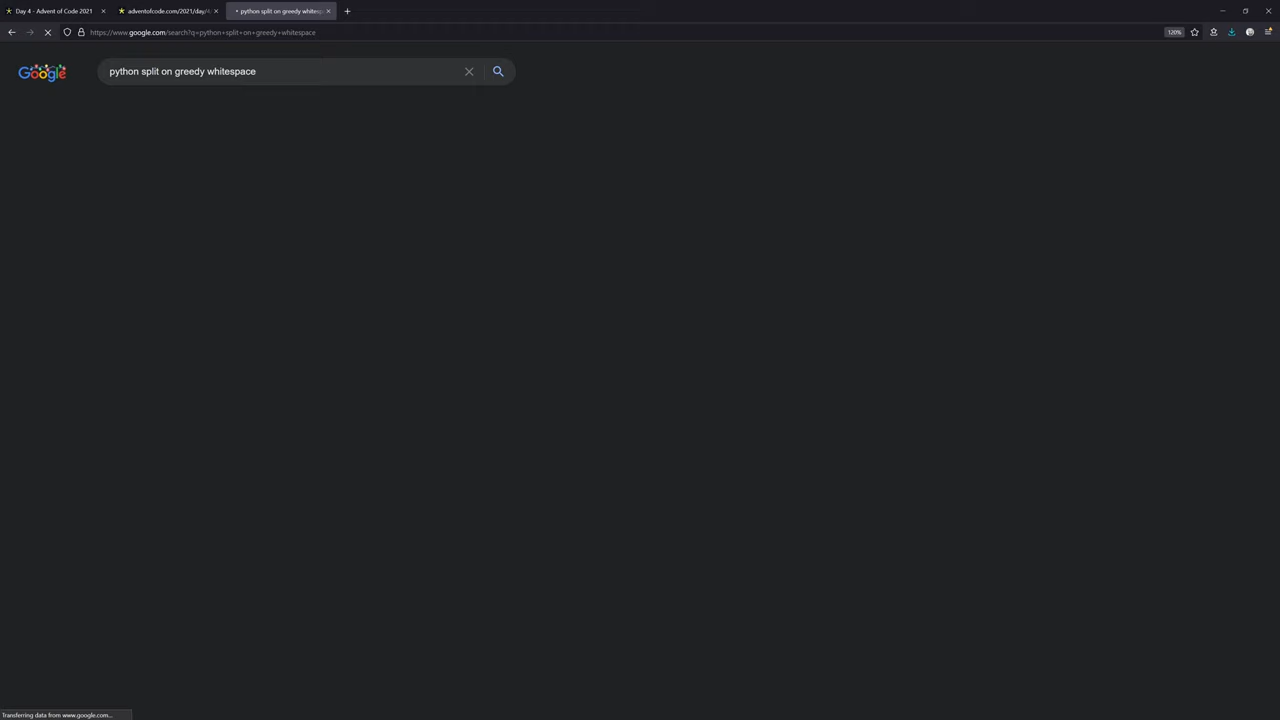 Day 4 - Advent of Code 2021
adventofcode.com/2021/day/4
python split on greedy whitesp
https://www.google.com/search?q=python+split+on+greedy+whitespace
120%
Google
python split on greedy whitespace
Transferring data from www.google.com...